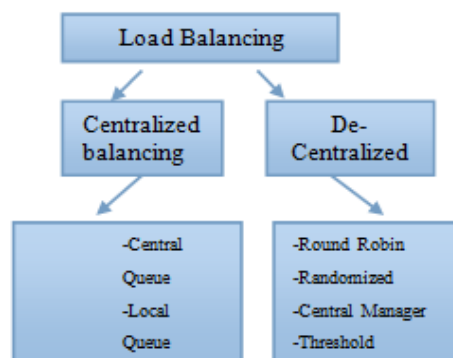 Load Balancing
Centralized
balancing
De-
Centralized
-Central
Queue
-Local
Queue
-Round Robin
-Randomized
-Central Manager
-Threshold